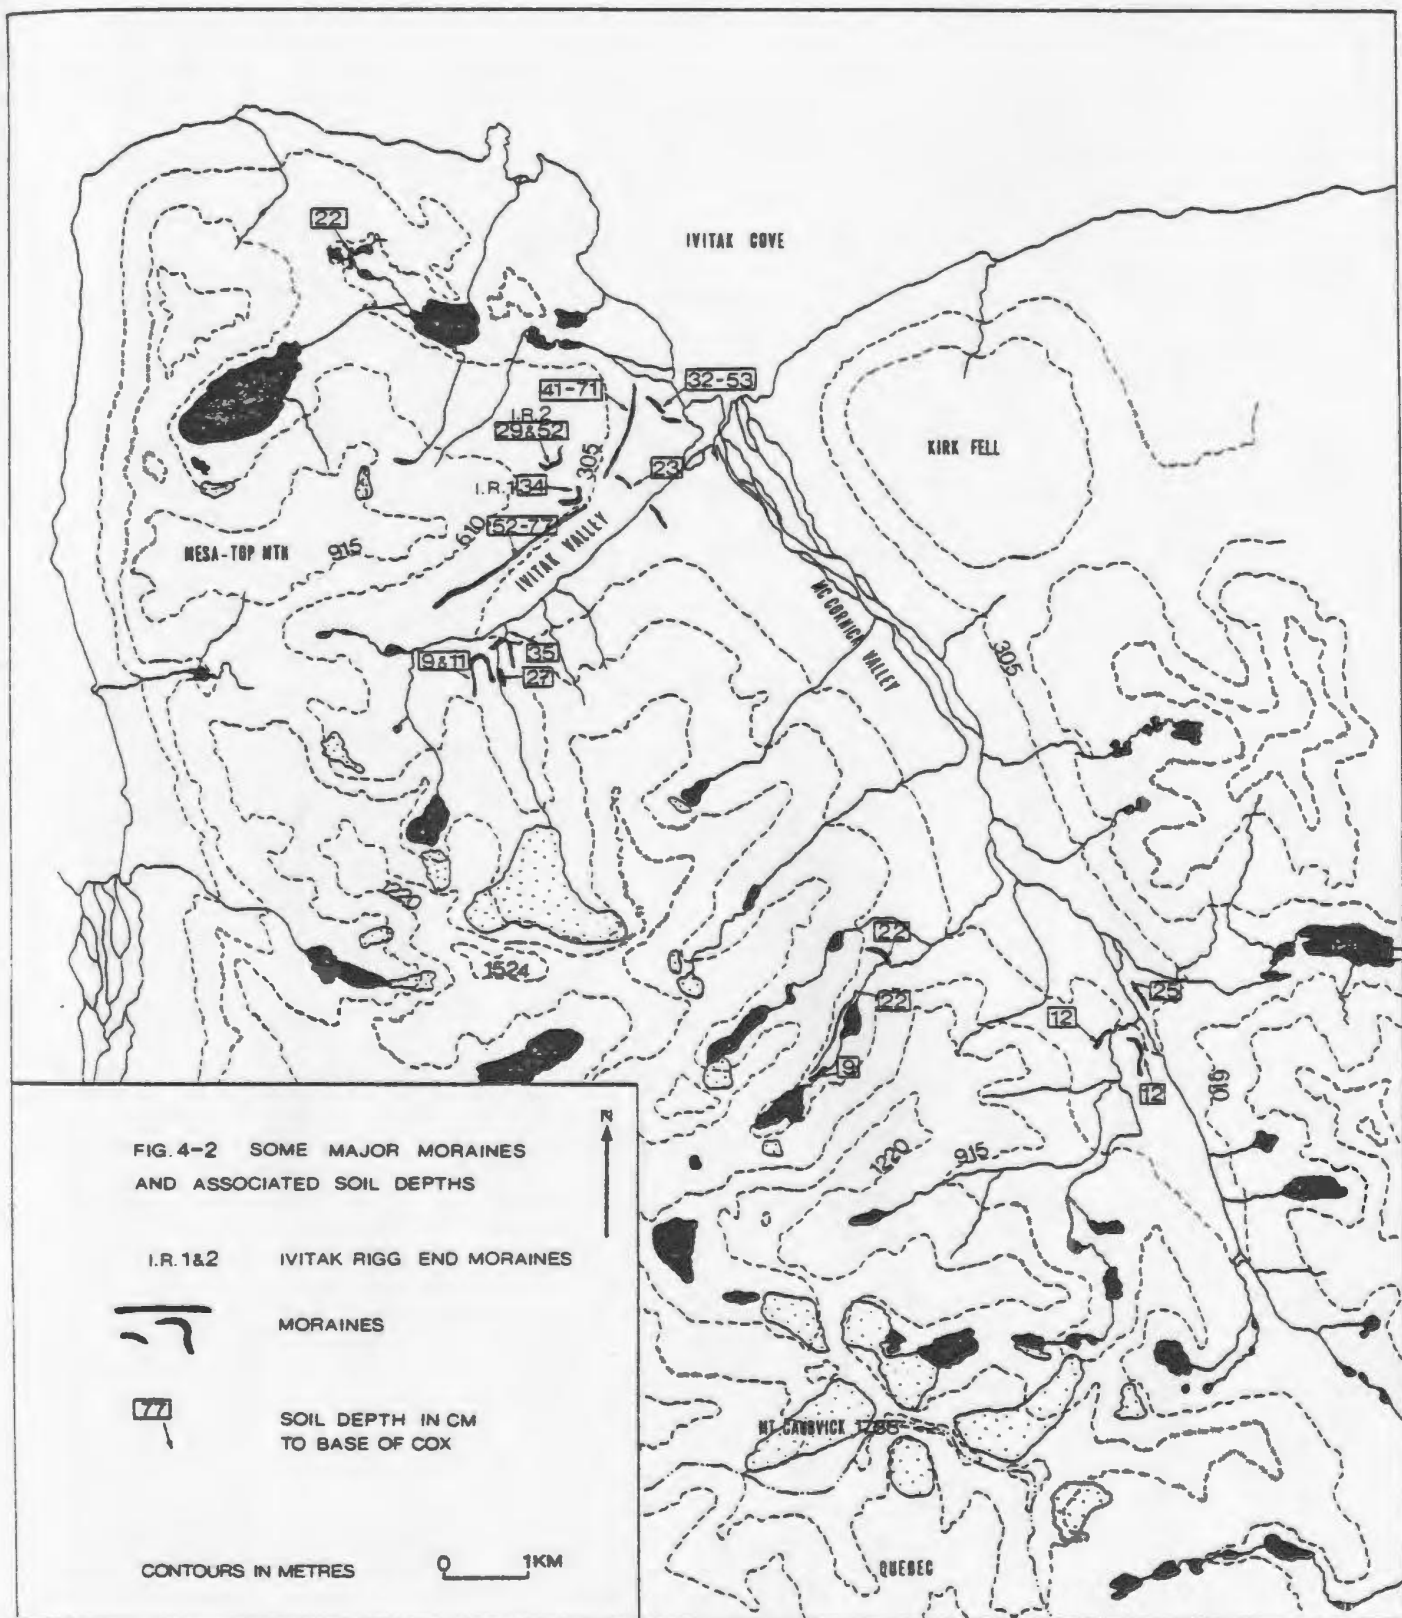 22
IVITAK COVE
32-53
41-71
I.R.2
29&52
KIRK FELL
305
23
I.R.1
34
52-77
610
915
MESA-TOP MTN
IVITAK VALLEY
MC CORNICK VALLEY
305
35
9&11
27
1220
22
1524
22
25
12
9
12
610
1220
915
FIG. 4-2 SOME MAJOR MORAINES
AND ASSOCIATED SOIL DEPTHS
N
I.R. 1&2 IVITAK RIGG END MORAINES
MORAINES
77
SOIL DEPTH IN CM
TO BASE OF COX
CONTOURS IN METRES
0 1KM
MT. CAUBVICK
QUEBEC